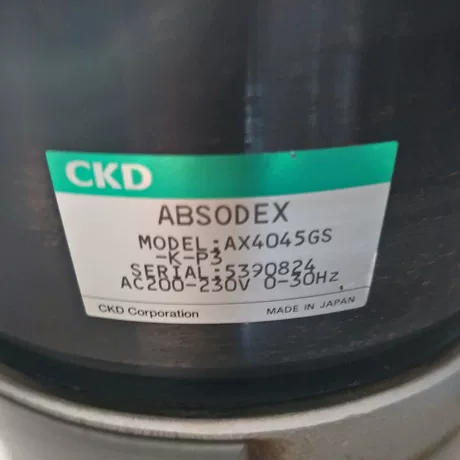 CKD
ABSODEX
MODEL:AX4045GS
-K-P3
SERIAL:5390824
AC200-230V 0-30Hz
CKD Corporation MADE IN JAPAN